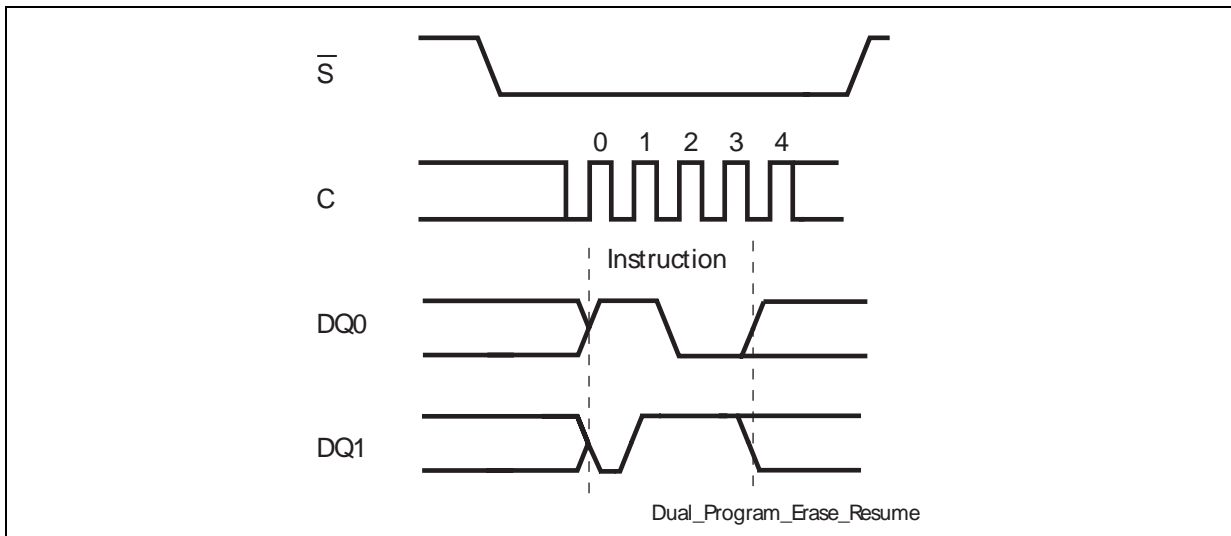 S̅
0 1 2 3 4
C
Instruction
DQ0
DQ1
Dual_Program_Erase_Resume